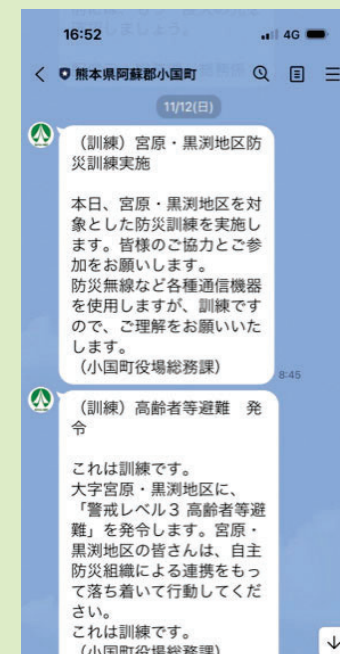 16:52
4G
熊本県阿蘇郡小国町
11/12(日)
(訓練)宮原・黒渕地区防
災訓練実施
本日、宮原・黒渕地区を対
象とした防災訓練を実施し
ます。皆様のご協力とご参
加をお願いします。
防災無線など各種通信機器
を使用しますが、訓練です
ので、ご理解をお願いいた
します。
(小国町役場総務課)
8:45
(訓練)高齢者等避難 発
令
これは訓練です。
大字宮原・黒渕地区に、
「警戒レベル3 高齢者等避
難」を発令します。宮原・
黒渕地区の皆さんは、自主
防災組織による連携をもっ
て落ち着いて行動してくだ
さい。
これは訓練です。
(小国町役場総務課)